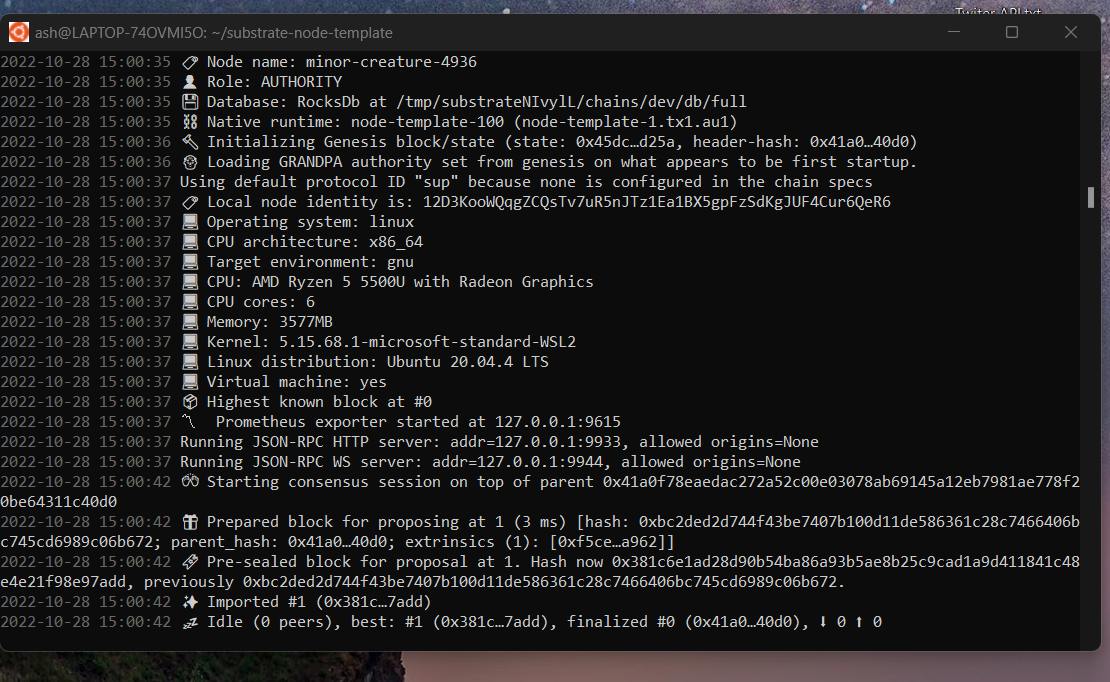 Twiter API.txt
ash@LAPTOP-74OVMI5O: ~/substrate-node-template
2022-10-28 15:00:35 Node name: minor-creature-4936
2022-10-28 15:00:35 Role: AUTHORITY
2022-10-28 15:00:35 Database: RocksDb at /tmp/substrateNIvylL/chains/dev/db/full
2022-10-28 15:00:35 Native runtime: node-template-100 (node-template-1.tx1.au1)
2022-10-28 15:00:36 Initializing Genesis block/state (state: 0x45dc…d25a, header-hash: 0x41a0…40d0)
2022-10-28 15:00:36 Loading GRANDPA authority set from genesis on what appears to be first startup.
2022-10-28 15:00:37 Using default protocol ID "sup" because none is configured in the chain specs
2022-10-28 15:00:37 Local node identity is: 12D3KooWQqgZCQsTv7uR5nJTz1Ea1BX5gpFzSdKgJUF4Cur6QeR6
2022-10-28 15:00:37 Operating system: linux
2022-10-28 15:00:37 CPU architecture: x86_64
2022-10-28 15:00:37 Target environment: gnu
2022-10-28 15:00:37 CPU: AMD Ryzen 5 5500U with Radeon Graphics
2022-10-28 15:00:37 CPU cores: 6
2022-10-28 15:00:37 Memory: 3577MB
2022-10-28 15:00:37 Kernel: 5.15.68.1-microsoft-standard-WSL2
2022-10-28 15:00:37 Linux distribution: Ubuntu 20.04.4 LTS
2022-10-28 15:00:37 Virtual machine: yes
2022-10-28 15:00:37 Highest known block at #0
2022-10-28 15:00:37 Prometheus exporter started at 127.0.0.1:9615
2022-10-28 15:00:37 Running JSON-RPC HTTP server: addr=127.0.0.1:9933, allowed origins=None
2022-10-28 15:00:37 Running JSON-RPC WS server: addr=127.0.0.1:9944, allowed origins=None
2022-10-28 15:00:42 Starting consensus session on top of parent 0x41a0f78eaedac272a52c00e03078ab69145a12eb7981ae778f2
0be64311c40d0
2022-10-28 15:00:42 Prepared block for proposing at 1 (3 ms) [hash: 0xbc2ded2d744f43be7407b100d11de586361c28c7466406b
c745cd6989c06b672; parent_hash: 0x41a0…40d0; extrinsics (1): [0xf5ce…a962]]
2022-10-28 15:00:42 Pre-sealed block for proposal at 1. Hash now 0x381c6e1ad28d90b54ba86a93b5ae8b25c9cad1a9d411841c48
e4e21f98e97add, previously 0xbc2ded2d744f43be7407b100d11de586361c28c7466406bc745cd6989c06b672.
2022-10-28 15:00:42 Imported #1 (0x381c…7add)
2022-10-28 15:00:42 Idle (0 peers), best: #1 (0x381c…7add), finalized #0 (0x41a0…40d0), ⬇ 0 ⬆ 0